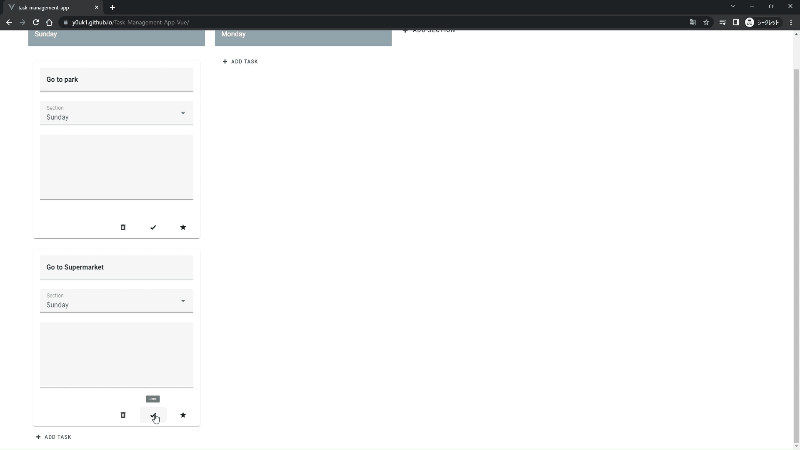 task management app
y0uk1.github.io/Task-Management-App-Vue/
シークレット
Sunday
Monday
ADD SECTION
ADD TASK
Go to park
Section
Sunday
Go to Supermarket
Section
Sunday
ADD TASK